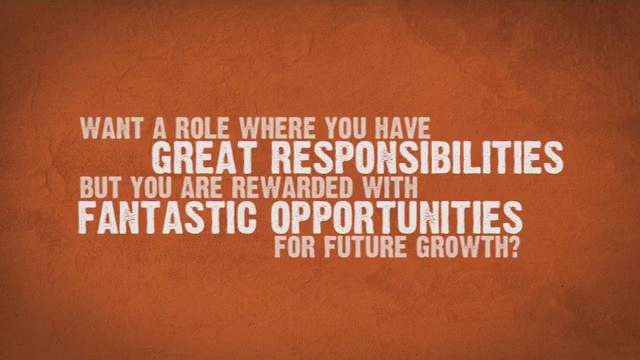 WANT A ROLE WHERE YOU HAVE
GREAT RESPONSIBILITIES
BUT YOU ARE REWARDED WITH
FANTASTIC OPPORTUNITIES
FOR FUTURE GROWTH?